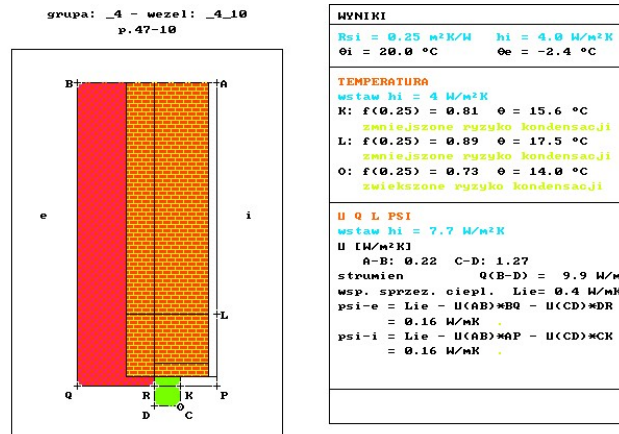 grupa: _4 - wezel: _4_10
p.47-10
B
A
e
i
L
Q
R
K
P
D
O
C
WYNIKI
Rsi = 0.25 m²K/W hi = 4.0 W/m²K
θi = 20.0 °C θe = -2.4 °C
TEMPERATURA
wstaw hi = 4 W/m²K
K: f(0.25) = 0.81 θ = 15.6 °C
zmniejszone ryzyko kondensacji
L: f(0.25) = 0.89 θ = 17.5 °C
zmniejszone ryzyko kondensacji
O: f(0.25) = 0.73 θ = 14.0 °C
zwiekszone ryzyko kondensacji
U Q L PSI
wstaw hi = 7.7 W/m²K
U [W/m²K]
A-B: 0.22 C-D: 1.27
strumien Q(B-D) = 9.9 W/m
wsp. sprzez. ciepl. Lie= 0.4 W/mK
psi-e = Lie - U(AB)*BQ - U(CD)*DR
= 0.16 W/mK .
psi-i = Lie - U(AB)*AP - U(CD)*CK
= 0.16 W/mK .